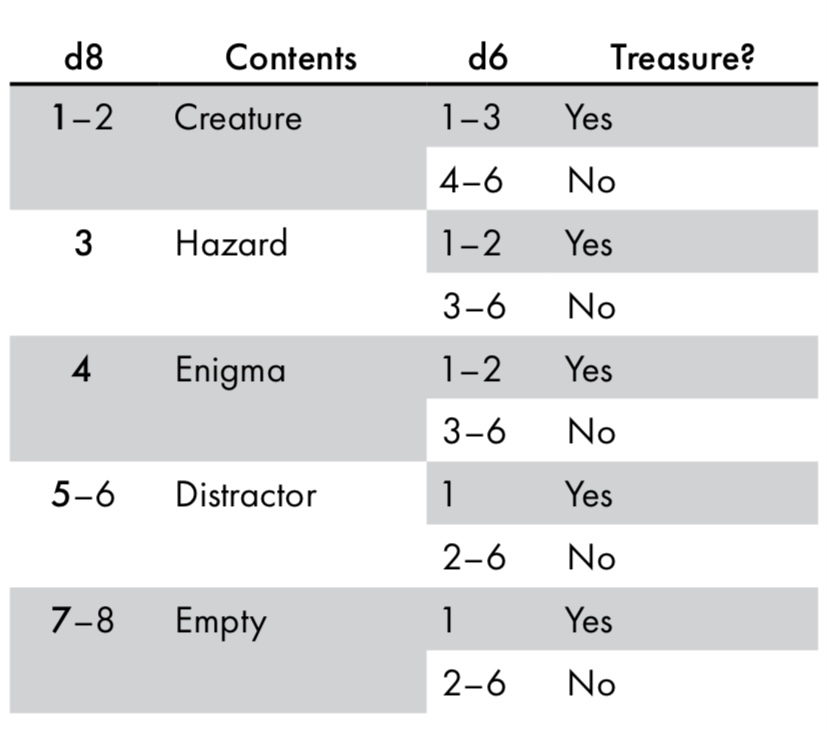 d8 Contents d6 Treasure?
1–2 Creature 1–3 Yes
4–6 No
3 Hazard 1–2 Yes
3–6 No
4 Enigma 1–2 Yes
3–6 No
5–6 Distractor 1 Yes
2–6 No
7–8 Empty 1 Yes
2–6 No